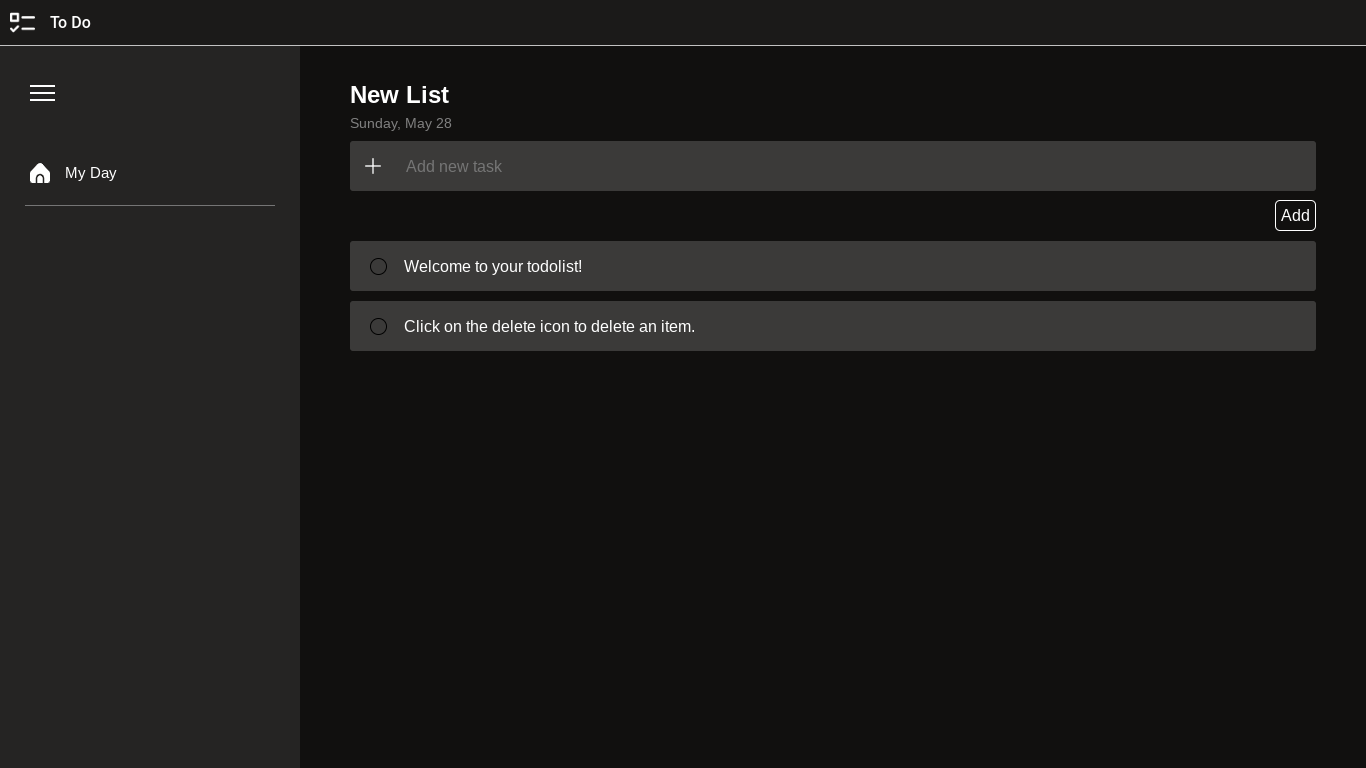 To Do
My Day
New List
Sunday, May 28
Add new task
Add
Welcome to your todolist!
Click on the delete icon to delete an item.